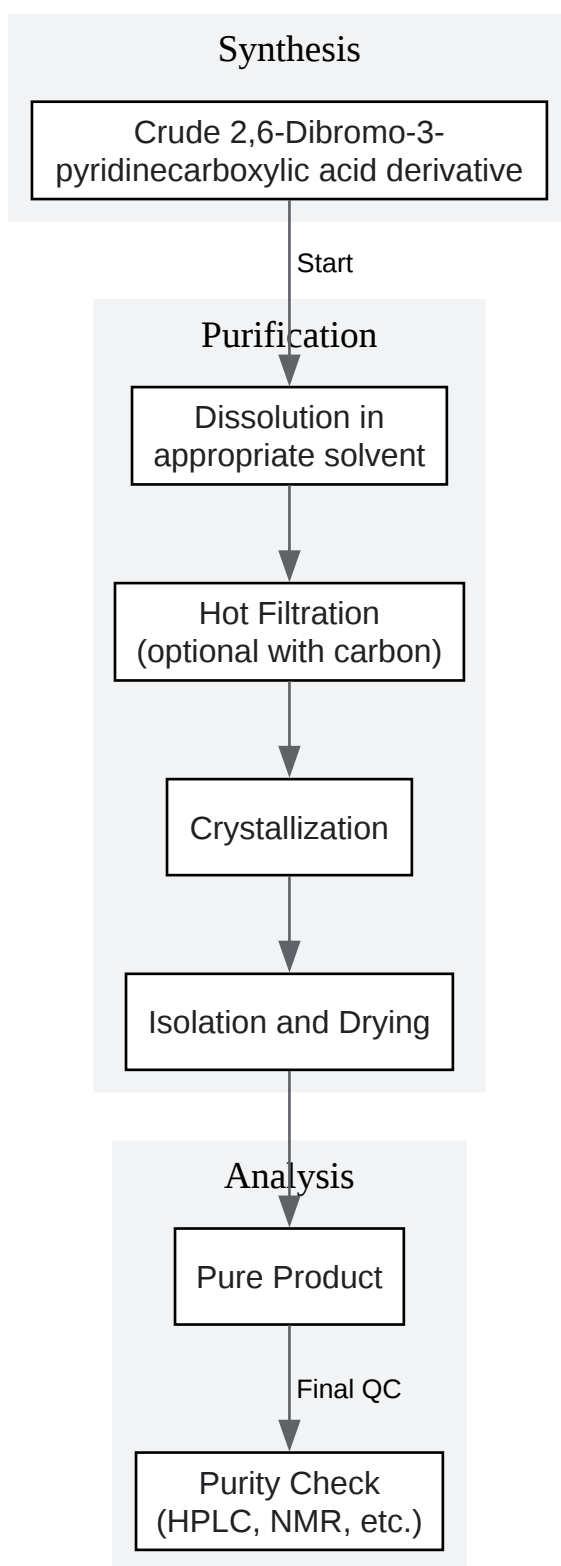 Synthesis
Crude 2,6-Dibromo-3-
pyridinecarboxylic acid derivative
Start
Purification
Dissolution in
appropriate solvent
Hot Filtration
(optional with carbon)
Crystallization
Isolation and Drying
Analysis
Pure Product
Final QC
Purity Check
(HPLC, NMR, etc.)